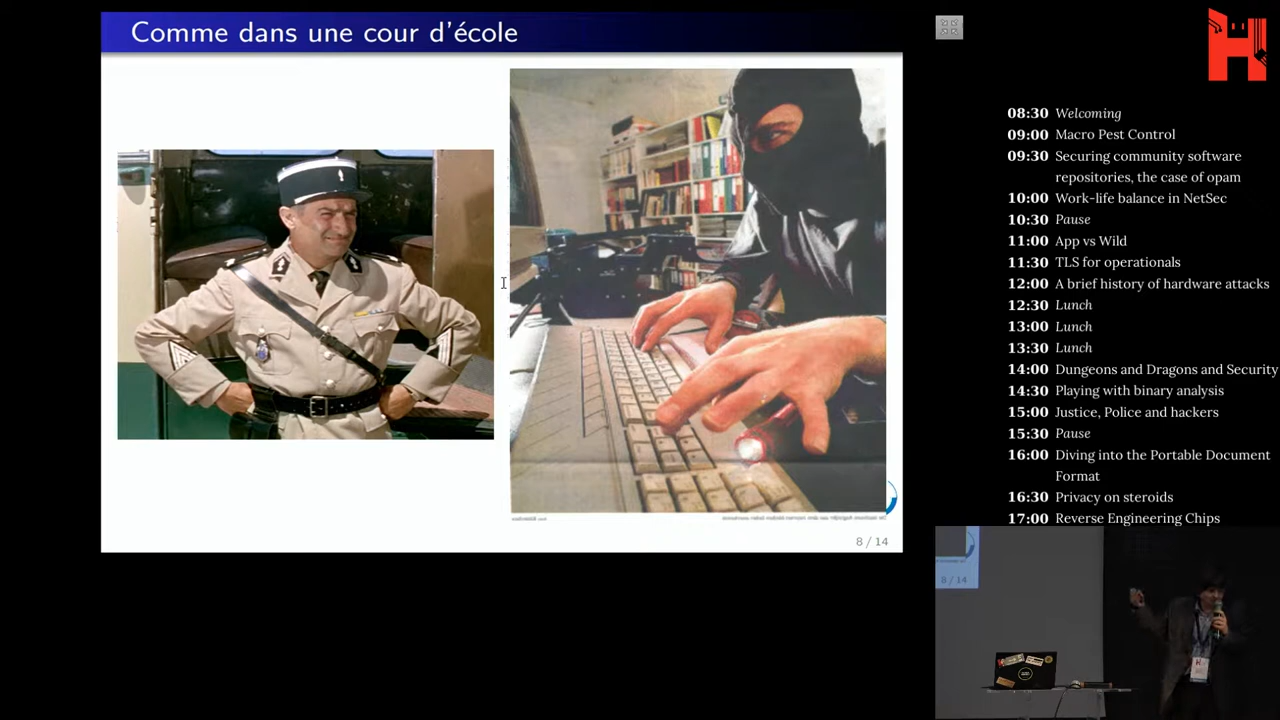 Comme dans une cour d'école
8 / 14
08:30 Welcoming
09:00 Macro Pest Control
09:30 Securing community software
repositories, the case of opam
10:00 Work-life balance in NetSec
10:30 Pause
11:00 App vs Wild
11:30 TLS for operationals
12:00 A brief history of hardware attacks
12:30 Lunch
13:00 Lunch
13:30 Lunch
14:00 Dungeons and Dragons and Security
14:30 Playing with binary analysis
15:00 Justice, Police and hackers
15:30 Pause
16:00 Diving into the Portable Document
Format
16:30 Privacy on steroids
17:00 Reverse Engineering Chips
8 / 14